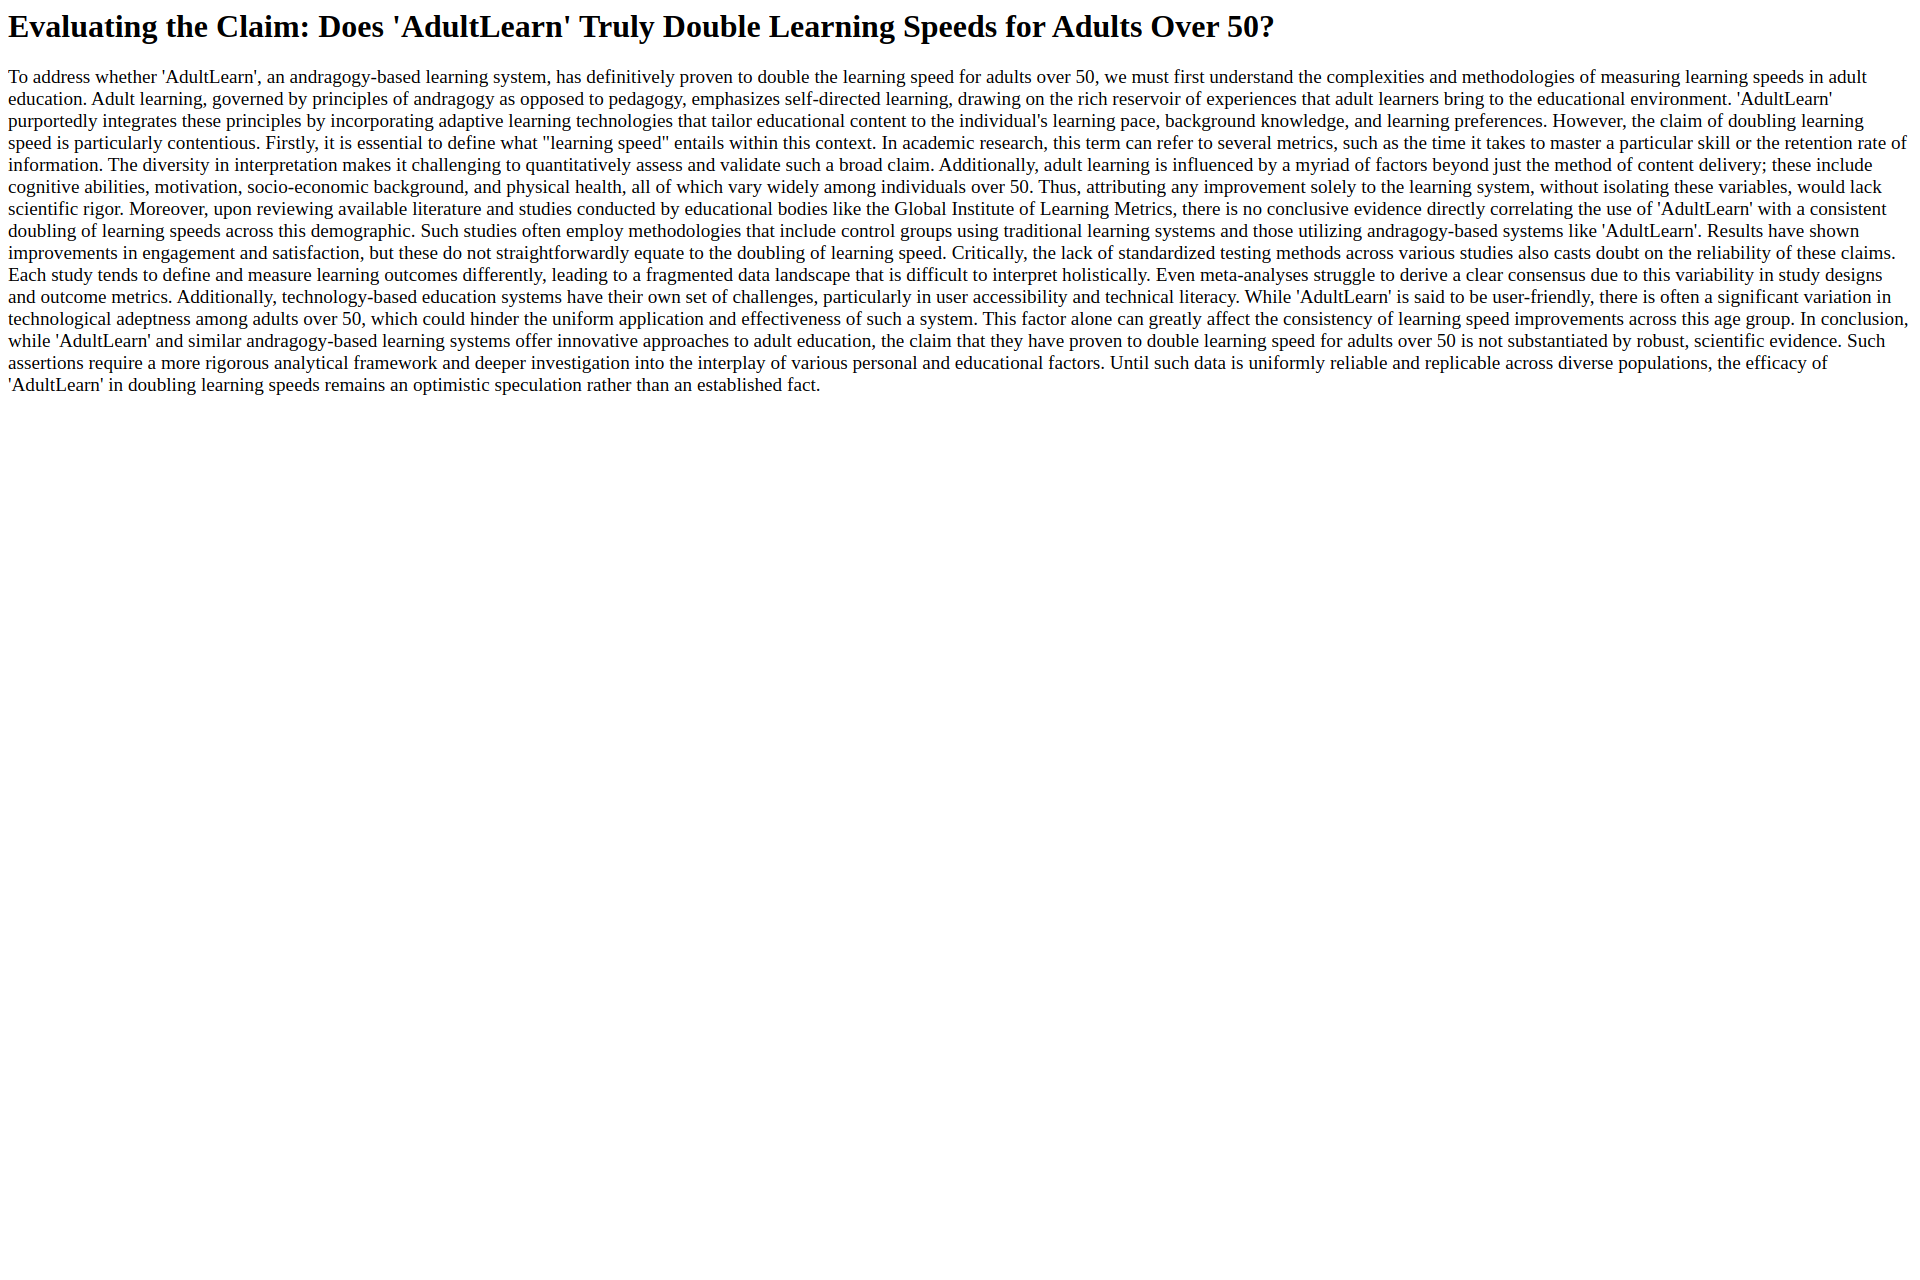 Evaluating the Claim: Does 'AdultLearn' Truly Double Learning Speeds for Adults Over 50?
To address whether 'AdultLearn', an andragogy-based learning system, has definitively proven to double the learning speed for adults over 50, we must first understand the complexities and methodologies of measuring learning speeds in adult
education. Adult learning, governed by principles of andragogy as opposed to pedagogy, emphasizes self-directed learning, drawing on the rich reservoir of experiences that adult learners bring to the educational environment. 'AdultLearn'
purportedly integrates these principles by incorporating adaptive learning technologies that tailor educational content to the individual's learning pace, background knowledge, and learning preferences. However, the claim of doubling learning
speed is particularly contentious. Firstly, it is essential to define what "learning speed" entails within this context. In academic research, this term can refer to several metrics, such as the time it takes to master a particular skill or the retention rate of
information. The diversity in interpretation makes it challenging to quantitatively assess and validate such a broad claim. Additionally, adult learning is influenced by a myriad of factors beyond just the method of content delivery; these include
cognitive abilities, motivation, socio-economic background, and physical health, all of which vary widely among individuals over 50. Thus, attributing any improvement solely to the learning system, without isolating these variables, would lack
scientific rigor. Moreover, upon reviewing available literature and studies conducted by educational bodies like the Global Institute of Learning Metrics, there is no conclusive evidence directly correlating the use of 'AdultLearn' with a consistent
doubling of learning speeds across this demographic. Such studies often employ methodologies that include control groups using traditional learning systems and those utilizing andragogy-based systems like 'AdultLearn'. Results have shown
improvements in engagement and satisfaction, but these do not straightforwardly equate to the doubling of learning speed. Critically, the lack of standardized testing methods across various studies also casts doubt on the reliability of these claims.
Each study tends to define and measure learning outcomes differently, leading to a fragmented data landscape that is difficult to interpret holistically. Even meta-analyses struggle to derive a clear consensus due to this variability in study designs
and outcome metrics. Additionally, technology-based education systems have their own set of challenges, particularly in user accessibility and technical literacy. While 'AdultLearn' is said to be user-friendly, there is often a significant variation in
technological adeptness among adults over 50, which could hinder the uniform application and effectiveness of such a system. This factor alone can greatly affect the consistency of learning speed improvements across this age group. In conclusion,
while 'AdultLearn' and similar andragogy-based learning systems offer innovative approaches to adult education, the claim that they have proven to double learning speed for adults over 50 is not substantiated by robust, scientific evidence. Such
assertions require a more rigorous analytical framework and deeper investigation into the interplay of various personal and educational factors. Until such data is uniformly reliable and replicable across diverse populations, the efficacy of
'AdultLearn' in doubling learning speeds remains an optimistic speculation rather than an established fact.